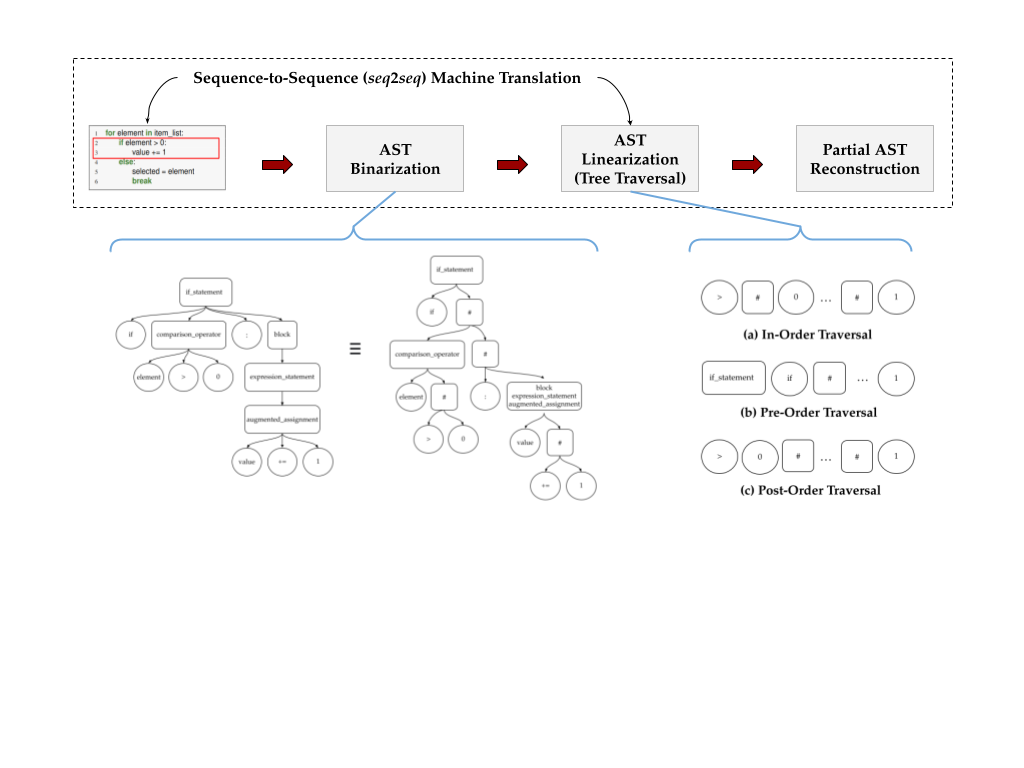 Sequence-to-Sequence (seq2seq) Machine Translation
1 for element in item_list:
2 if element > 0:
3 value += 1
4 else:
5 selected = element
6 break
AST
Binarization
AST
Linearization
(Tree Traversal)
Partial AST
Reconstruction
if_statement
if comparison_operator : block
element > 0 expression_statement
augmented_assignment
value += 1
≡
if_statement
if #
comparison_operator #
element # : block
expression_statement
augmented_assignment
> 0 value #
+= 1
> # 0 ... # 1
(a) In-Order Traversal
if_statement if # ... 1
(b) Pre-Order Traversal
> 0 # ... # 1
(c) Post-Order Traversal